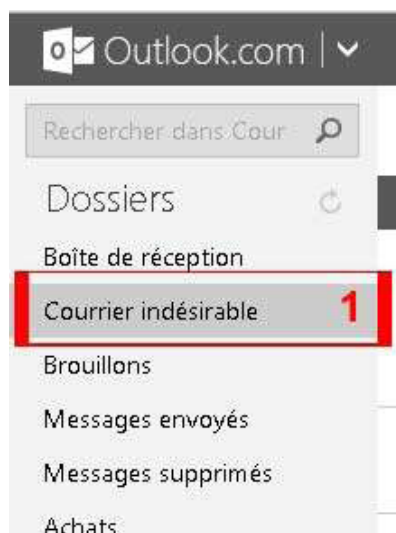 Outlook.com
Rechercher dans Cour
Dossiers
Boîte de réception
Courrier indésirable 1
Brouillons
Messages envoyés
Messages supprimés
Achats